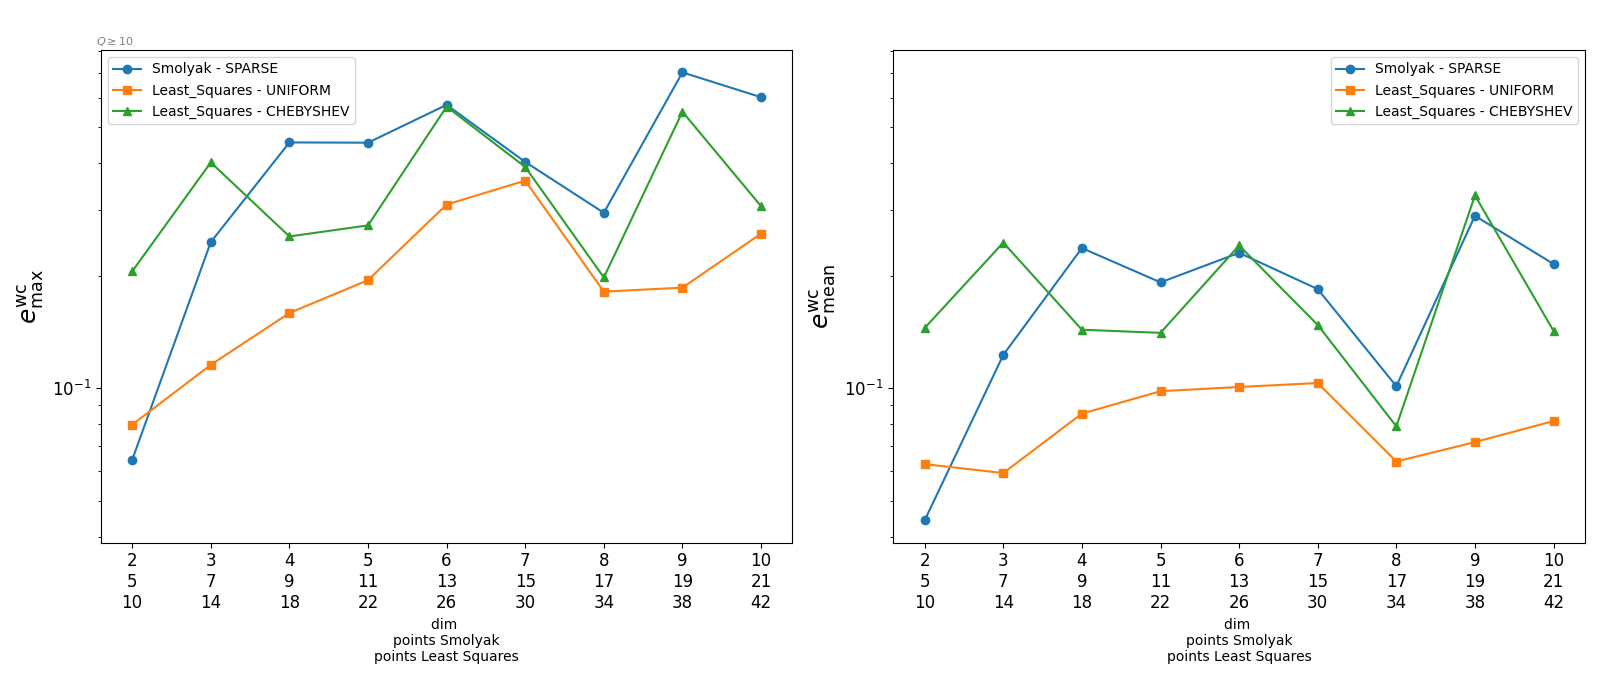 Q ≥ 10
Smolyak - SPARSE
Least_Squares - UNIFORM
Least_Squares - CHEBYSHEV
e^wc_max
10^−1
2 3 4 5 6 7 8 9 10
5 7 9 11 13 15 17 19 21
10 14 18 22 26 30 34 38 42
dim
points Smolyak
points Least Squares
Smolyak - SPARSE
Least_Squares - UNIFORM
Least_Squares - CHEBYSHEV
e^wc_mean
10^−1
2 3 4 5 6 7 8 9 10
5 7 9 11 13 15 17 19 21
10 14 18 22 26 30 34 38 42
dim
points Smolyak
points Least Squares